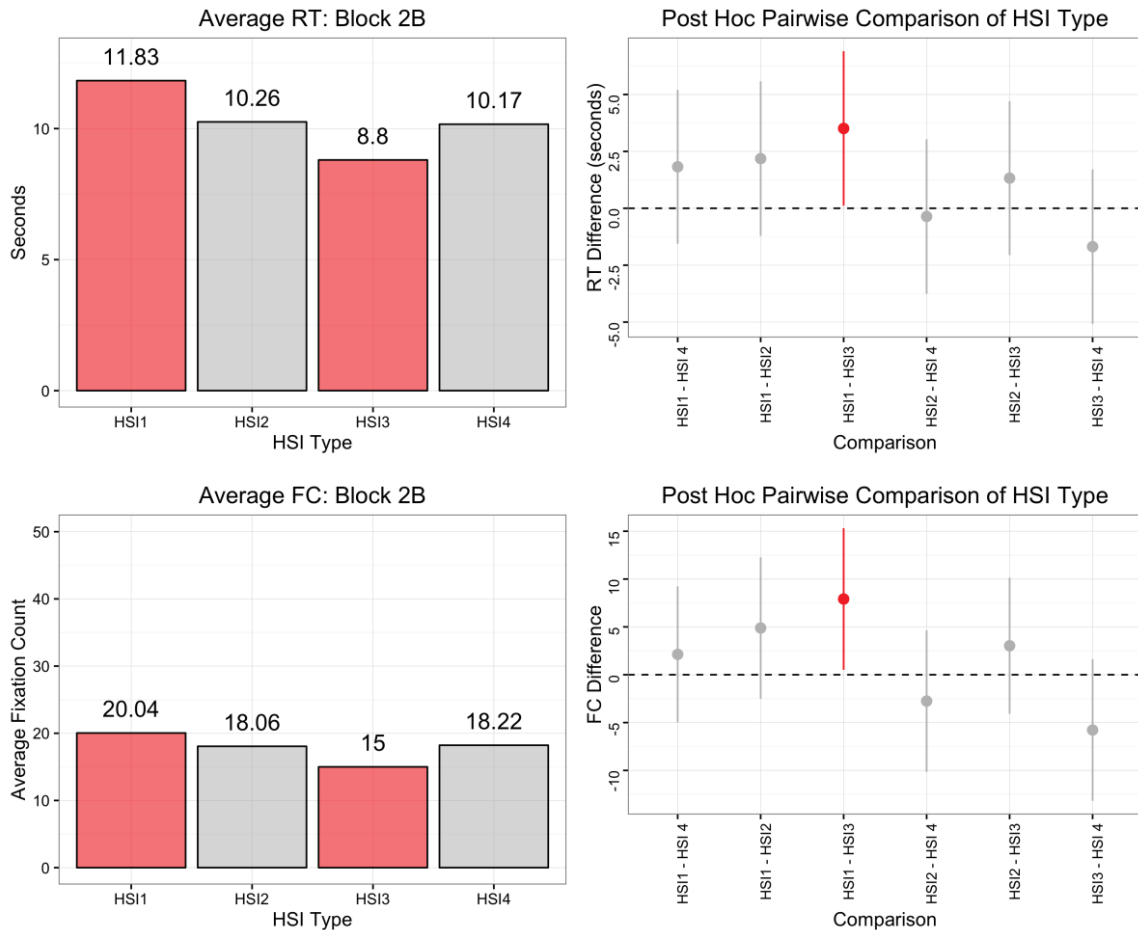 Average RT: Block 2B
Seconds
10
5
0
11.83
10.26
8.8
10.17
HSI1
HSI2
HSI3
HSI4
HSI Type
Post Hoc Pairwise Comparison of HSI Type
RT Difference (seconds)
5.0
2.5
0.0
-2.5
-5.0
HSI1 - HSI 4
HSI1 - HSI2
HSI1 - HSI3
HSI2 - HSI 4
HSI2 - HSI3
HSI3 - HSI 4
Comparison
Average FC: Block 2B
Average Fixation Count
50
40
30
20
10
0
20.04
18.06
15
18.22
HSI1
HSI2
HSI3
HSI4
HSI Type
Post Hoc Pairwise Comparison of HSI Type
FC Difference
15
10
5
0
-5
-10
HSI1 - HSI 4
HSI1 - HSI2
HSI1 - HSI3
HSI2 - HSI 4
HSI2 - HSI3
HSI3 - HSI 4
Comparison